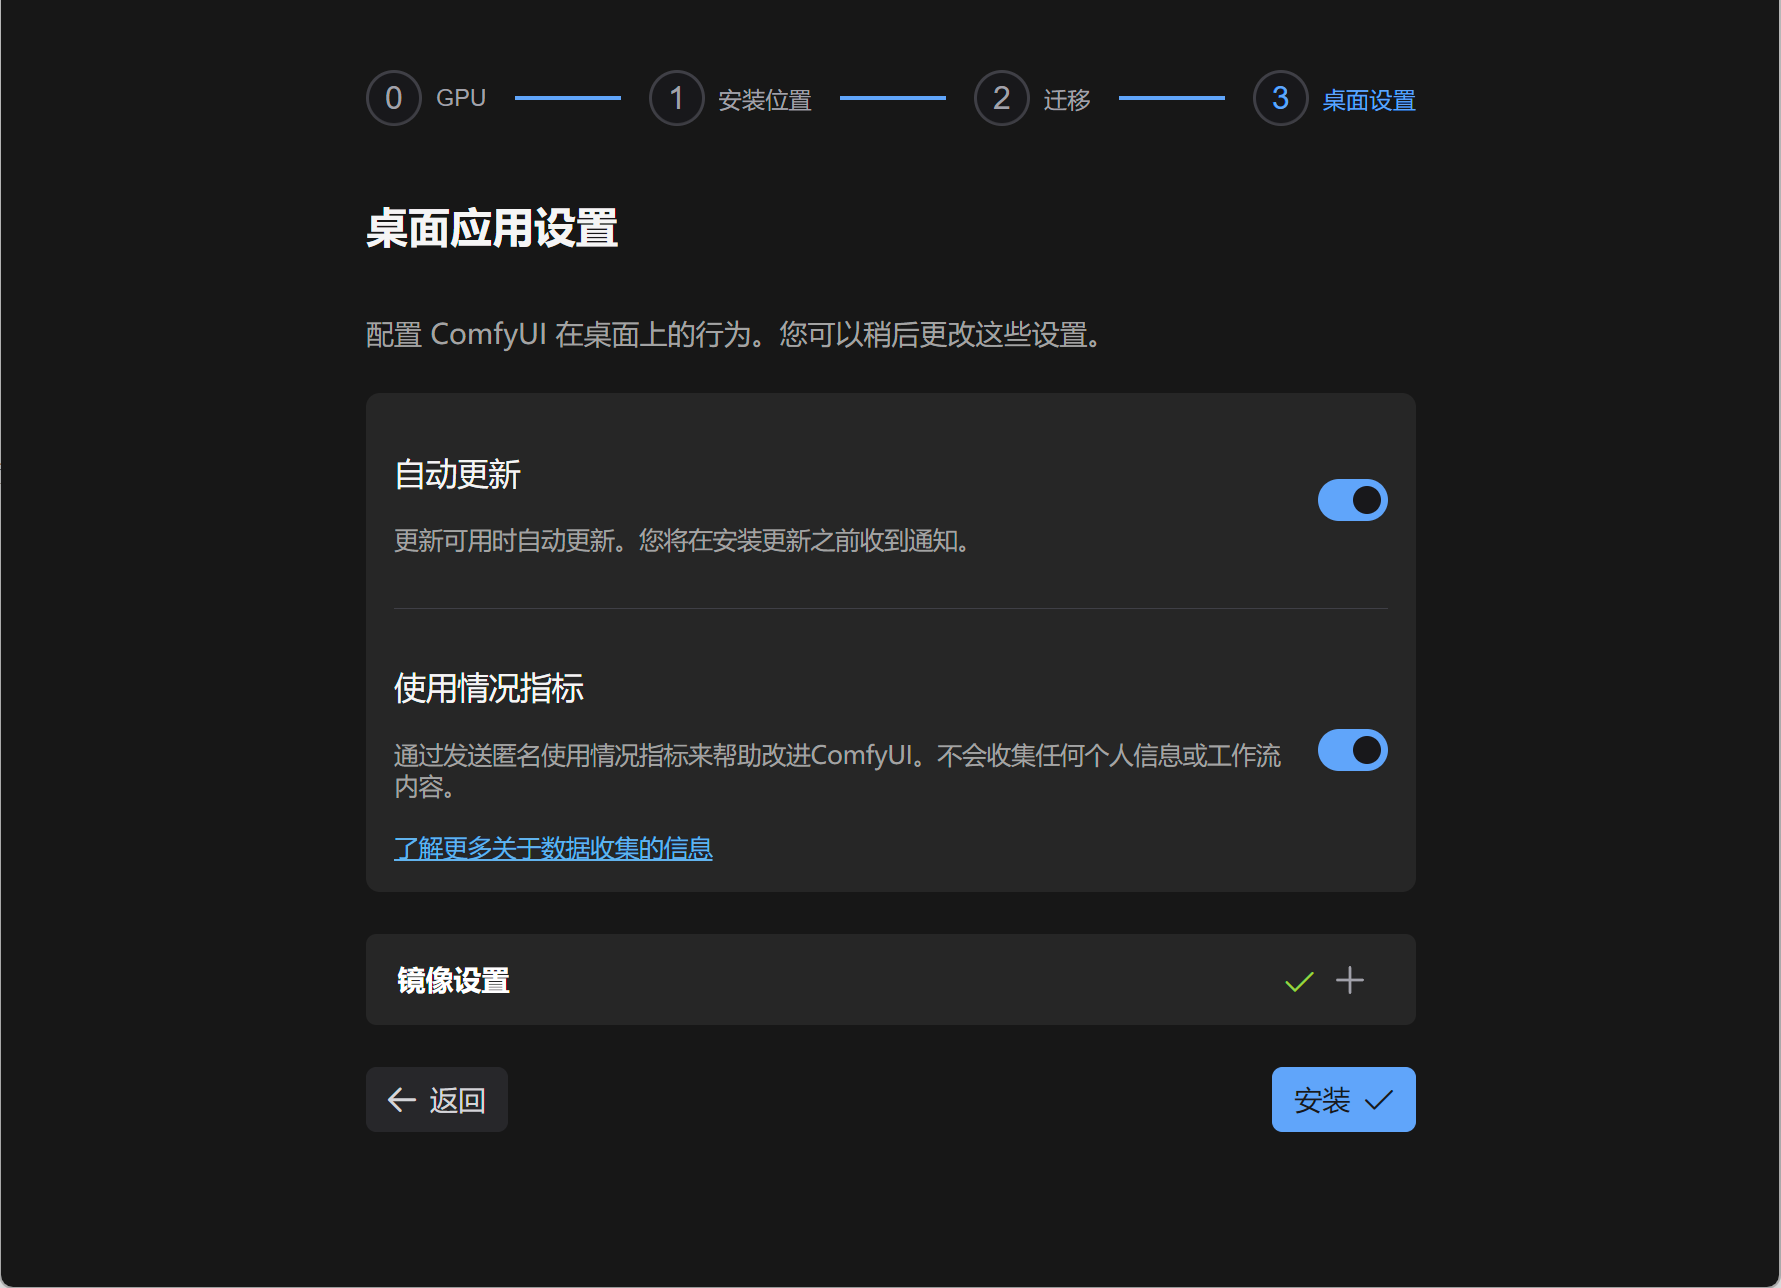 0 GPU 1 安装位置 2 迁移 3 桌面设置
桌面应用设置
配置 ComfyUI 在桌面上的行为。您可以稍后更改这些设置。
自动更新
更新可用时自动更新。您将在安装更新之前收到通知。
使用情况指标
通过发送匿名使用情况指标来帮助改进ComfyUI。不会收集任何个人信息或工作流
内容。
了解更多关于数据收集的信息
镜像设置
返回 安装